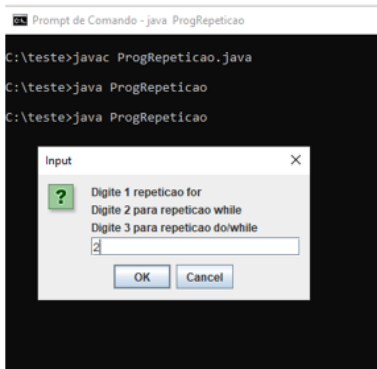 Prompt de Comando - java ProgRepeticao
C:\teste>javac ProgRepeticao.java
C:\teste>java ProgRepeticao
C:\teste>java ProgRepeticao
Input
Digite 1 repeticao for
Digite 2 para repeticao while
Digite 3 para repeticao do/while
2
OK
Cancel